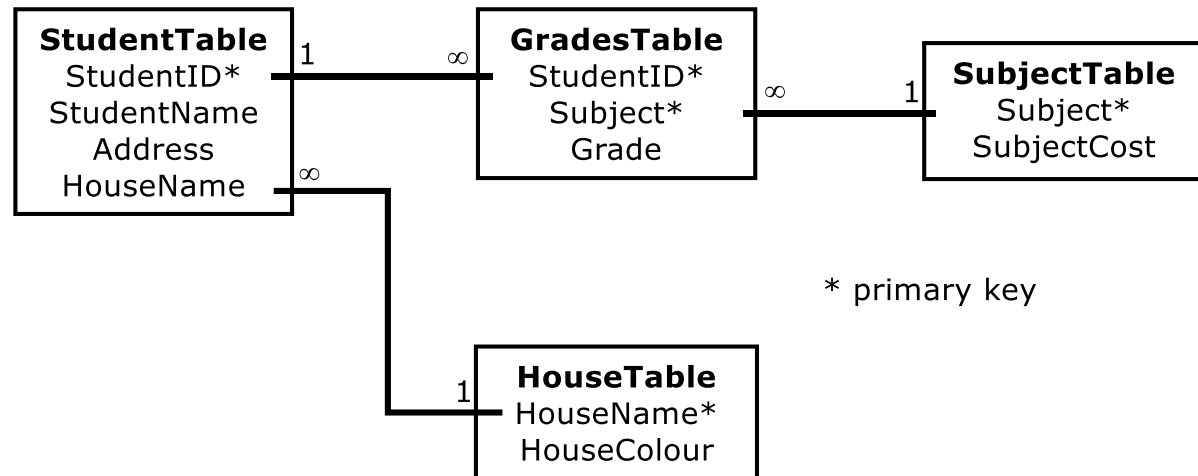 StudentTable
StudentID*
StudentName
Address
HouseName
1
∞
∞
GradesTable
StudentID*
Subject*
Grade
∞
1
SubjectTable
Subject*
SubjectCost
* primary key
1
HouseTable
HouseName*
HouseColour